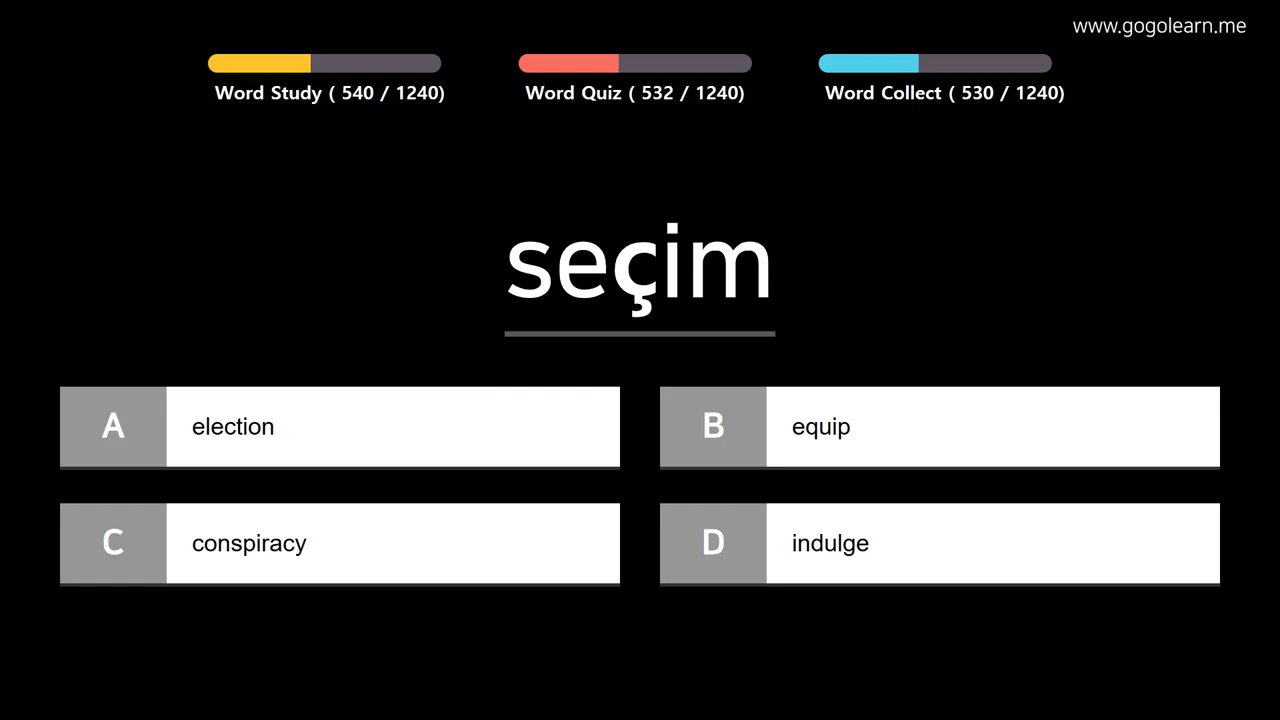 www.gogolearn.me
Word Study ( 540 / 1240)
Word Quiz ( 532 / 1240)
Word Collect ( 530 / 1240)
seçim
A election
B equip
C conspiracy
D indulge